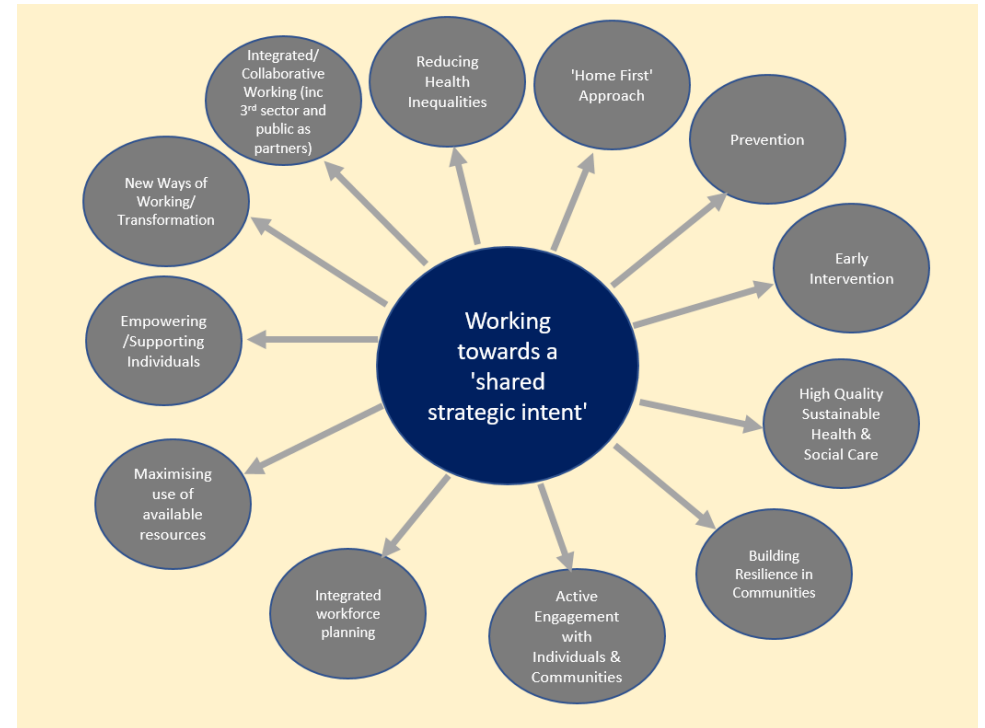 Integrated/
Collaborative
Working (inc
3rd sector and
public as
partners)
Reducing
Health
Inequalities
'Home First'
Approach
Prevention
Early
Intervention
High Quality
Sustainable
Health &
Social Care
Building
Resilience in
Communities
Active
Engagement
with
Individuals &
Communities
Integrated
workforce
planning
Maximising
use of
available
resources
Empowering
/Supporting
Individuals
New Ways of
Working/
Transformation
Working
towards a
'shared
strategic intent'